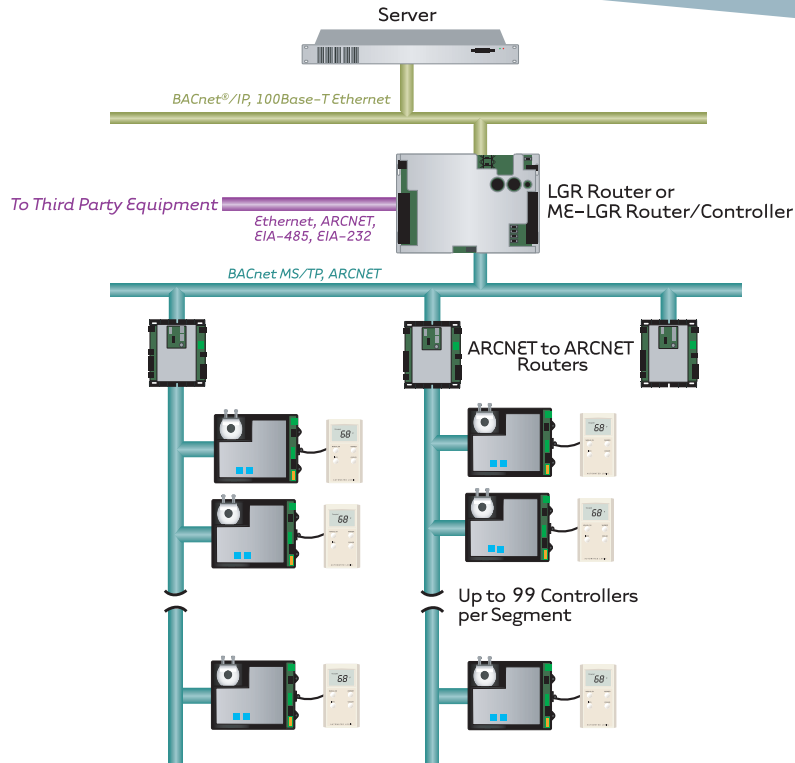 Server
BACnet®/IP, 100Base-T Ethernet
To Third Party Equipment
Ethernet, ARCNET,
EIA-485, EIA-232
LGR Router or
ME-LGR Router/Controller
BACnet MS/TP, ARCNET
ARCNET to ARCNET
Routers
68
68
68
68
Up to 99 Controllers
per Segment
68
68